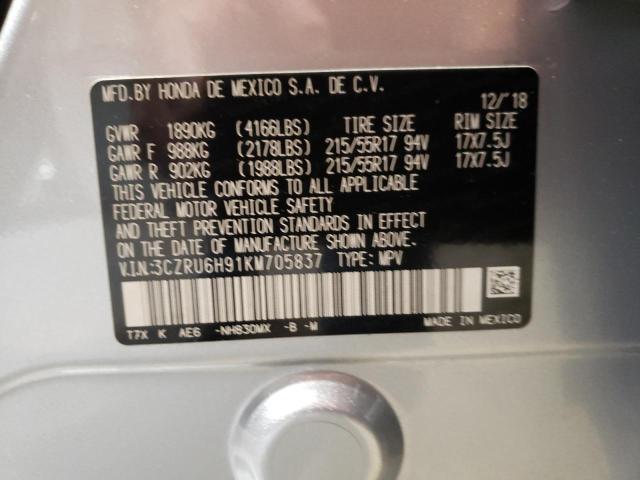 MFD.BY HONDA DE MEXICO S.A. DE C.V.
12/'18
GVWR 1890KG (4166LBS) TIRE SIZE RIM SIZE
GAWR F 988KG (2178LBS) 215/55R17 94V 17X7.5J
GAWR R 902KG (1988LBS) 215/55R17 94V 17X7.5J
THIS VEHICLE CONFORMS TO ALL APPLICABLE
FEDERAL MOTOR VEHICLE SAFETY
AND THEFT PREVENTION STANDARDS IN EFFECT
ON THE DATE OF MANUFACTURE SHOWN ABOVE.
V.I.N.:3CZRU6H91KM705837 TYPE: MPV
T7X K AE6 -NH830MX -B -M MADE IN MEXICO